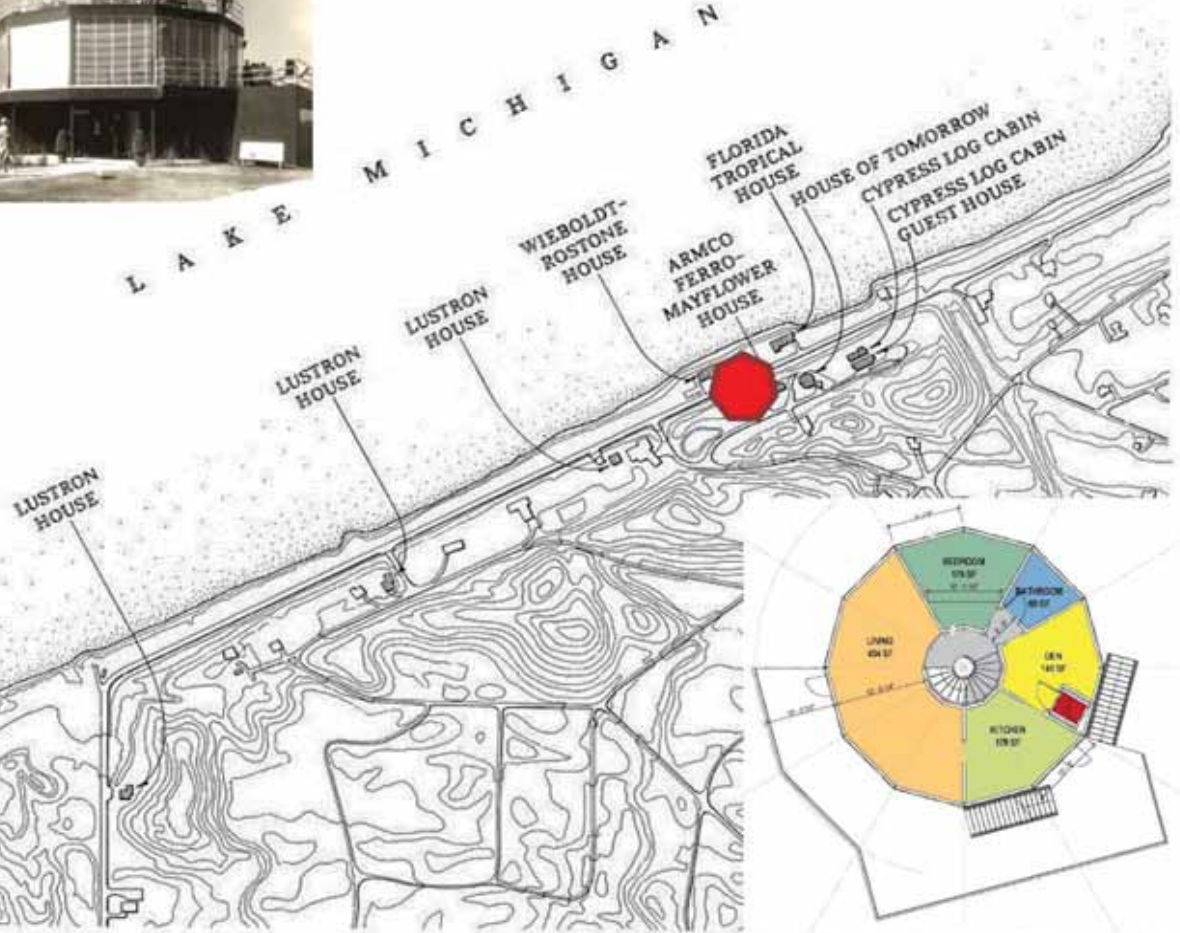 LAKE MICHIGAN
FLORIDA
TROPICAL
HOUSE
HOUSE OF TOMORROW
CYPRESS LOG CABIN
CYPRESS LOG CABIN
GUEST HOUSE
WIEBOLDT-
ROSTONE
HOUSE
ARMCO
FERRO-
MAYFLOWER
HOUSE
LUSTRON
HOUSE
LUSTRON
HOUSE
LUSTRON
HOUSE
BEDROOM
BATHROOM
LIVING
DEN
KITCHEN